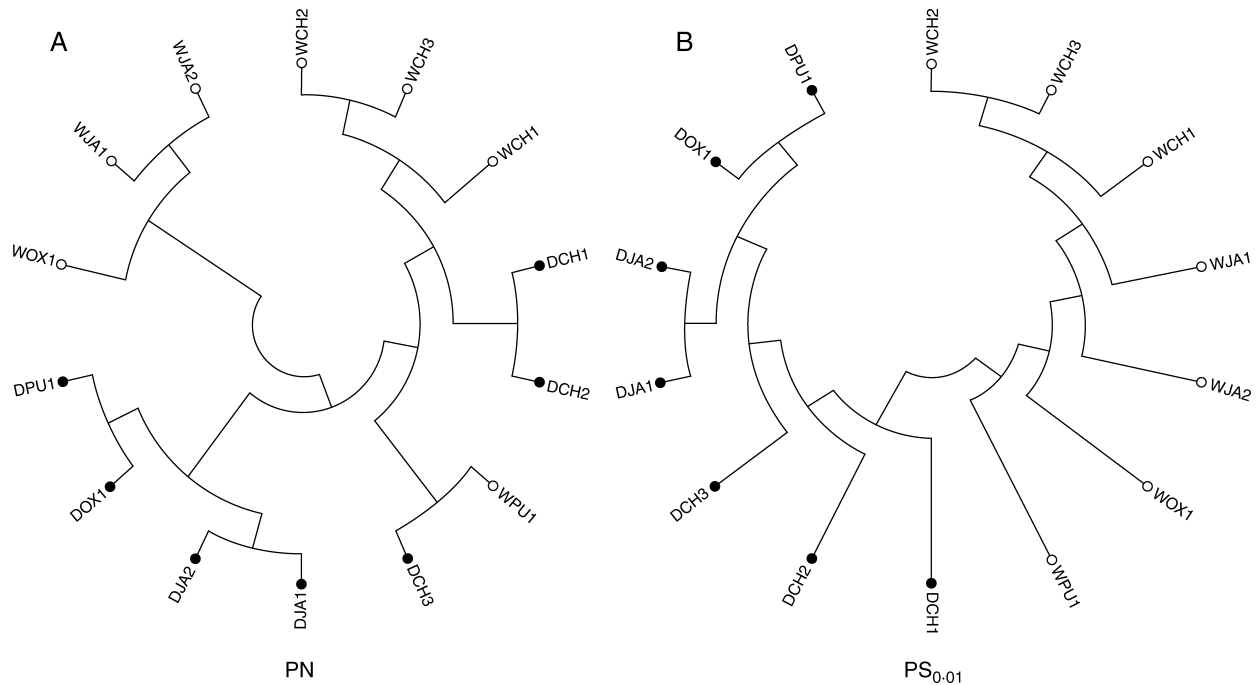 A
WCH2
WCH3
WJA2
WJA1
WCH1
WOX1
DCH1
DPU1
DCH2
DOX1
WPU1
DJA2
DJA1
DCH3
PN
B
WCH2
WCH3
DPU1
DOX1
WCH1
DJA2
WJA1
DJA1
WJA2
DCH3
WOX1
DCH2
DCH1
WPU1
PS0·01